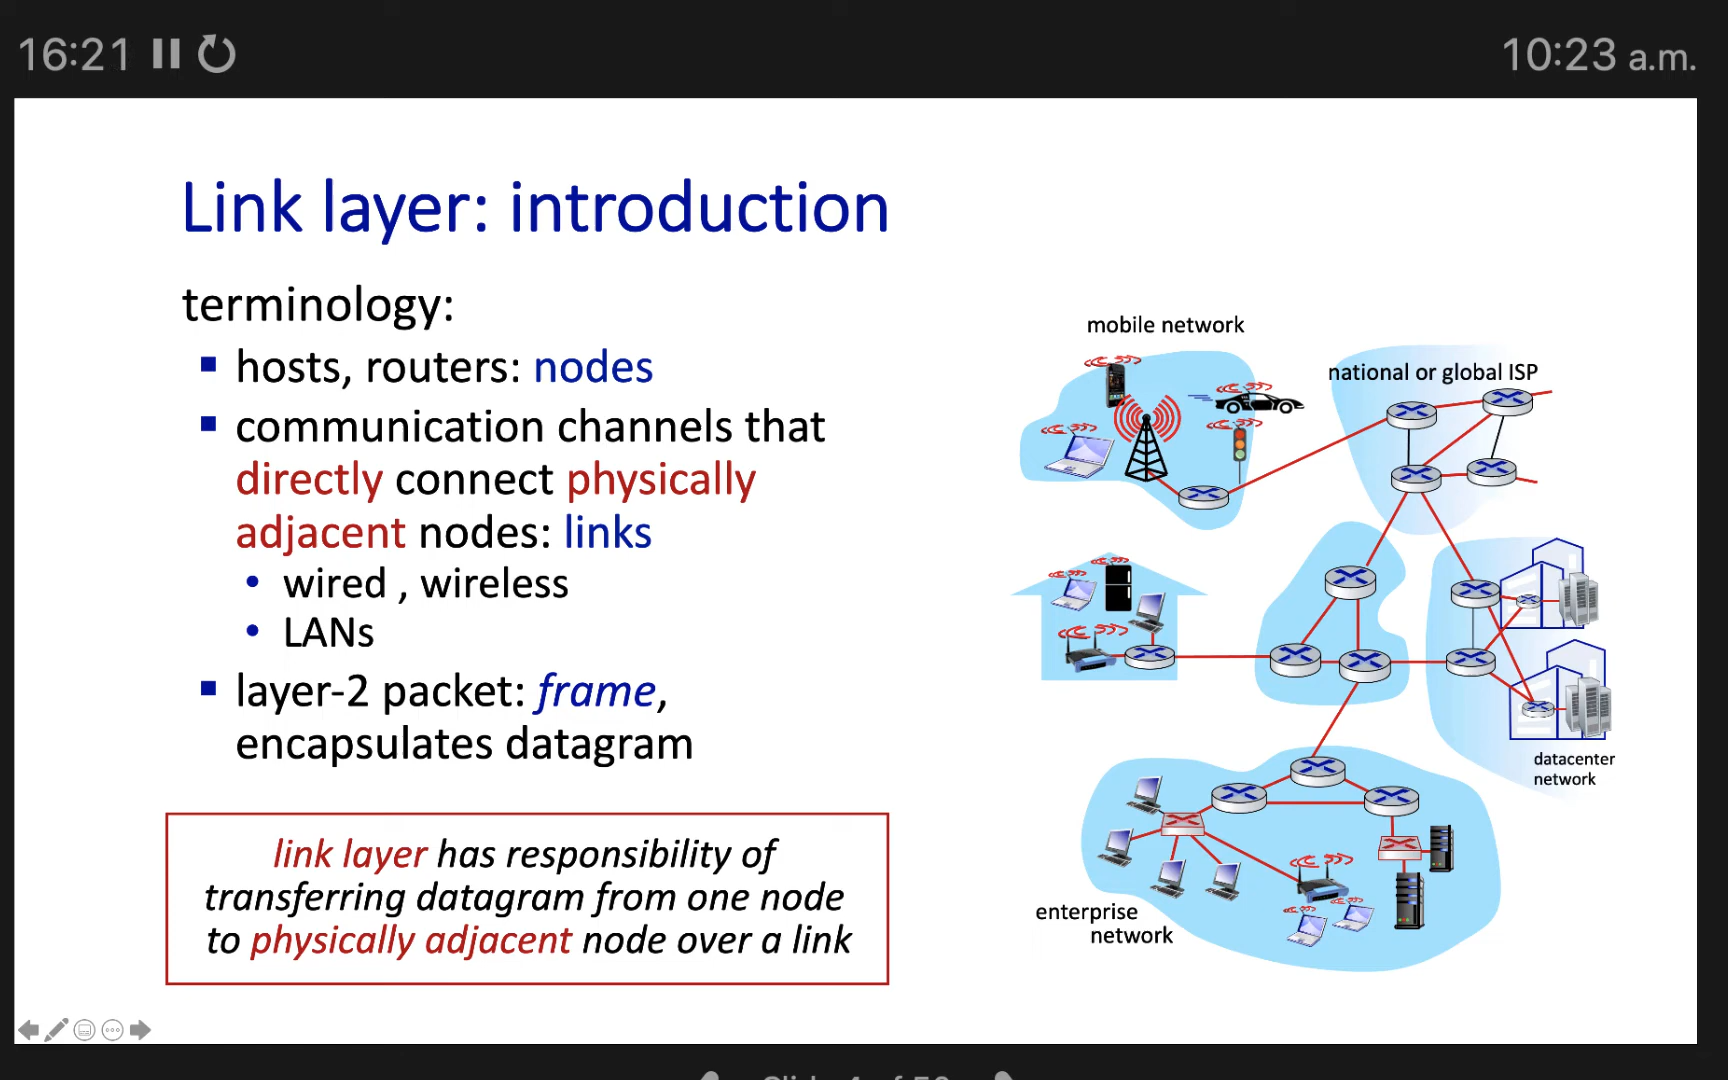 16:21
10:23 a.m.
Link layer: introduction
terminology:
hosts, routers: nodes
communication channels that
directly connect physically
adjacent nodes: links
wired , wireless
LANs
layer-2 packet: frame,
encapsulates datagram
link layer has responsibility of
transferring datagram from one node
to physically adjacent node over a link
mobile network
national or global ISP
datacenter
network
enterprise
network